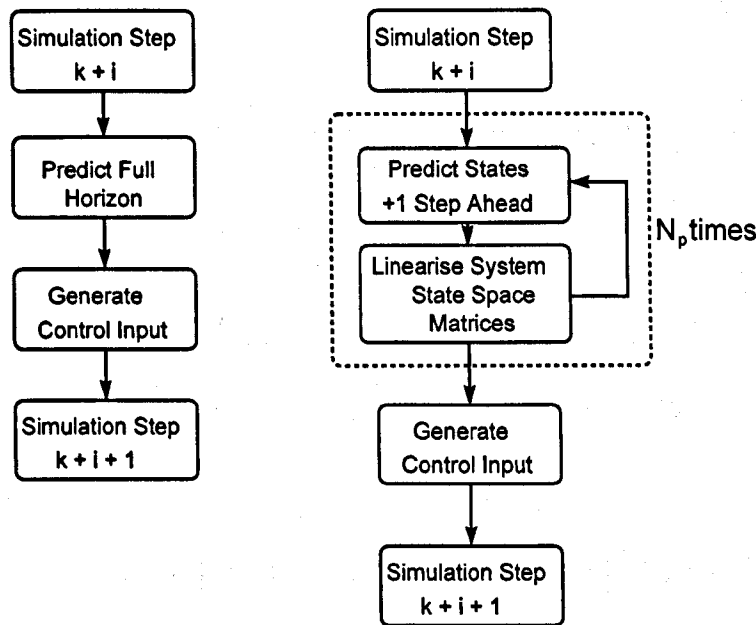 Simulation Step
k + i
Predict Full
Horizon
Generate
Control Input
Simulation Step
k + i + 1
Simulation Step
k + i
Predict States
+1 Step Ahead
Linearise System
State Space
Matrices
Np times
Generate
Control Input
Simulation Step
k + i + 1